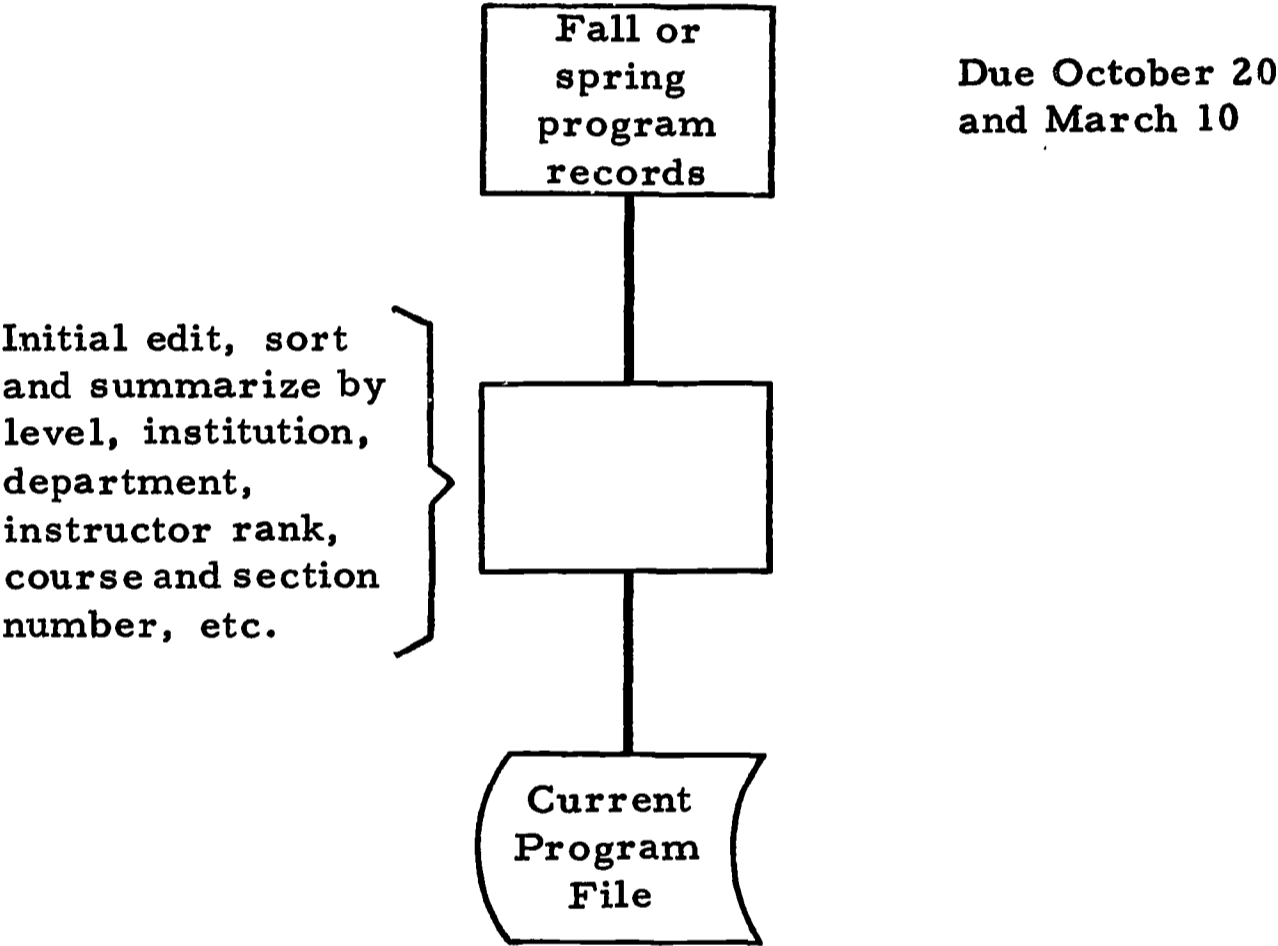 Fall or
spring
program
records
Due October 20
and March 10
Initial edit, sort
and summarize by
level, institution,
department,
instructor rank,
course and section
number, etc.
Current
Program
File